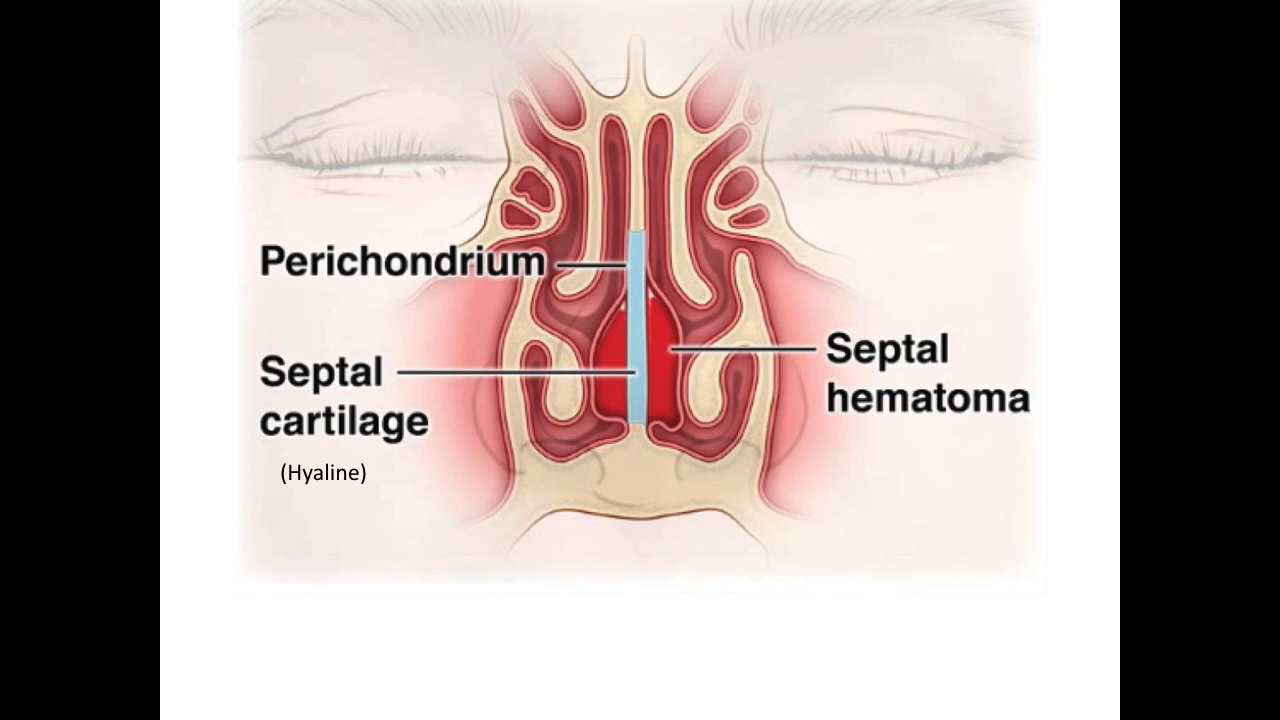 Perichondrium
Septal
cartilage
(Hyaline)
Septal
hematoma